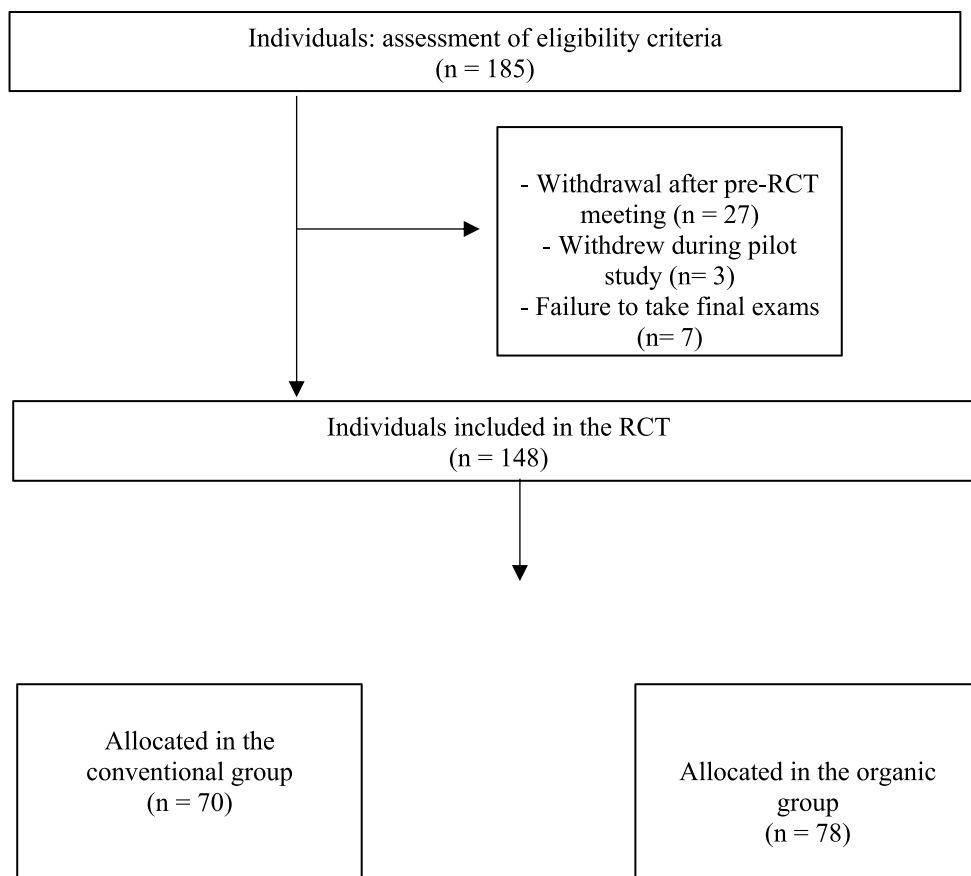 Individuals: assessment of eligibility criteria
(n = 185)
- Withdrawal after pre-RCT
meeting (n = 27)
- Withdrew during pilot
study (n= 3)
- Failure to take final exams
(n= 7)
Individuals included in the RCT
(n = 148)
Allocated in the
conventional group
(n = 70)
Allocated in the organic
group
(n = 78)